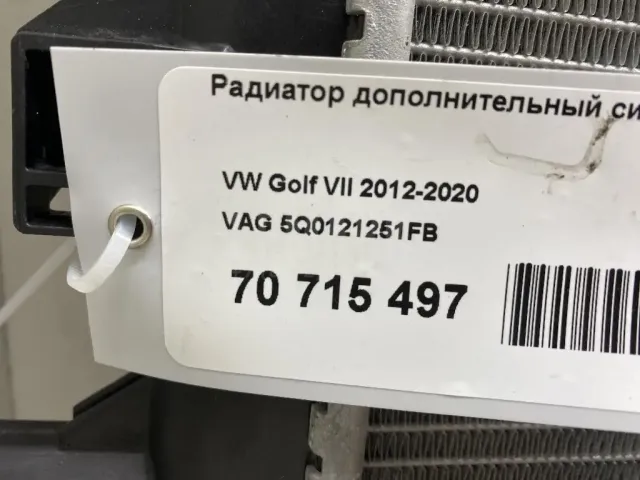 Радиатор дополнительный си
VW Golf VII 2012-2020
VAG 5Q0121251FB
70 715 497